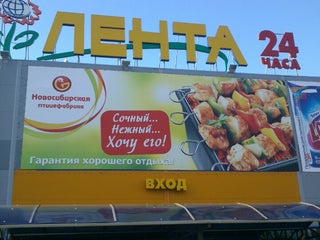 ЛЕНТА
24
ЧАСА
Новосибирская
птицефабрика
Сочный...
Нежный...
Хочу его!
Гарантия хорошего отдыха!
ВХОД